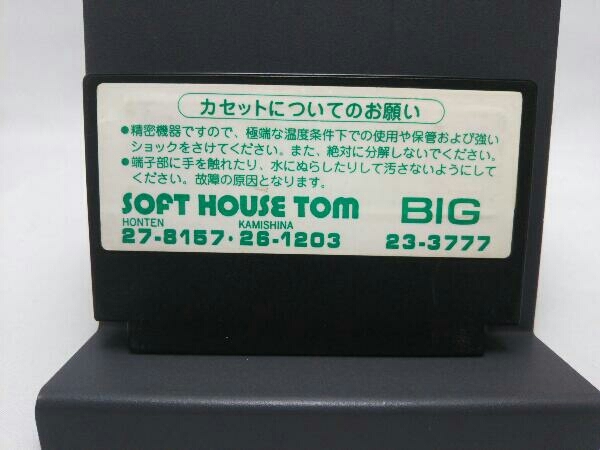 カセットについてのお願い
●精密機器ですので、極端な温度条件下での使用や保管および強い
ショックをさけてください。また、絶対に分解しないでください。
●端子部に手を触れたり、水にぬらしたりして汚さないようにして
ください。故障の原因となります。
SOFT HOUSE TOM BIG
HONTEN KAMISHINA
27-8157・26-1203 23-3777